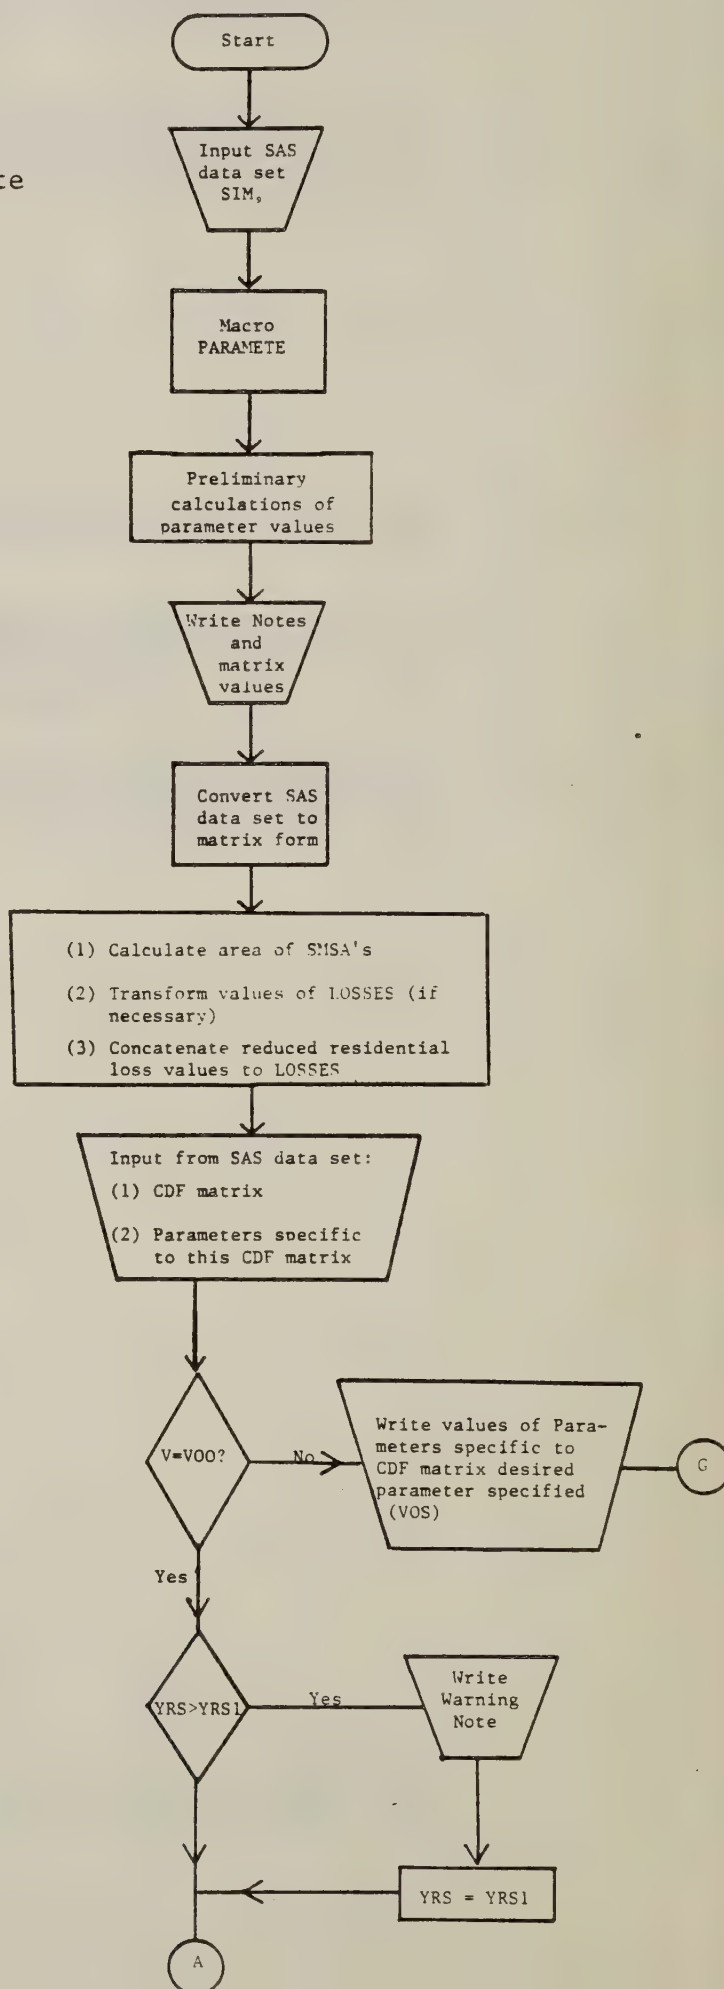 Start
te
Input SAS
data set
SIM,
Macro
PARAMETE
Preliminary
calculations of
parameter values
Write Notes
and
matrix
values
Convert SAS
data set to
matrix form
(1) Calculate area of SMSA's
(2) Transform values of LOSSES (if
necessary)
(3) Concatenate reduced residential
loss values to LOSSES
Input from SAS data set:
(1) CDF matrix
(2) Parameters specific
to this CDF matrix
V=VOO?
No
Write values of Para-
meters specific to
CDF matrix desired
parameter specified
(VOS)
G
Yes
YRS>YRS1
Yes
Write
Warning
Note
YRS = YRS1
A